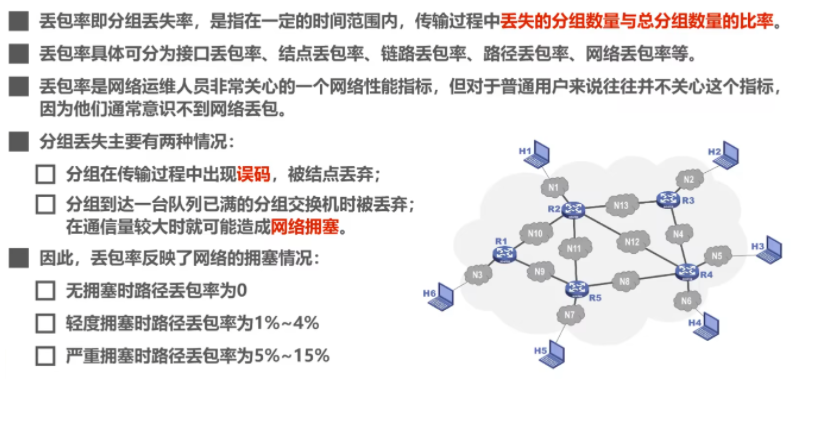 丢包率即分组丢失率，是指在一定的时间范围内，传输过程中丢失的分组数量与总分组数量的比率。
丢包率具体可分为接口丢包率、结点丢包率、链路丢包率、路径丢包率、网络丢包率等。
丢包率是网络运维人员非常关心的一个网络性能指标，但对于普通用户来说往往并不关心这个指标，
因为他们通常意识不到网络丢包。
分组丢失主要有两种情况：
分组在传输过程中出现误码，被结点丢弃；
分组到达一台队列已满的分组交换机时被丢弃；
在通信量较大时就可能造成网络拥塞。
因此，丢包率反映了网络的拥塞情况：
无拥塞时路径丢包率为0
轻度拥塞时路径丢包率为1%~4%
严重拥塞时路径丢包率为5%~15%
H1
H2
N1
N2
R2
N13
R3
R1
N10
N11
N12
N4
H3
N3
N9
N5
R4
H6
R5
N8
N6
N7
H4
H5